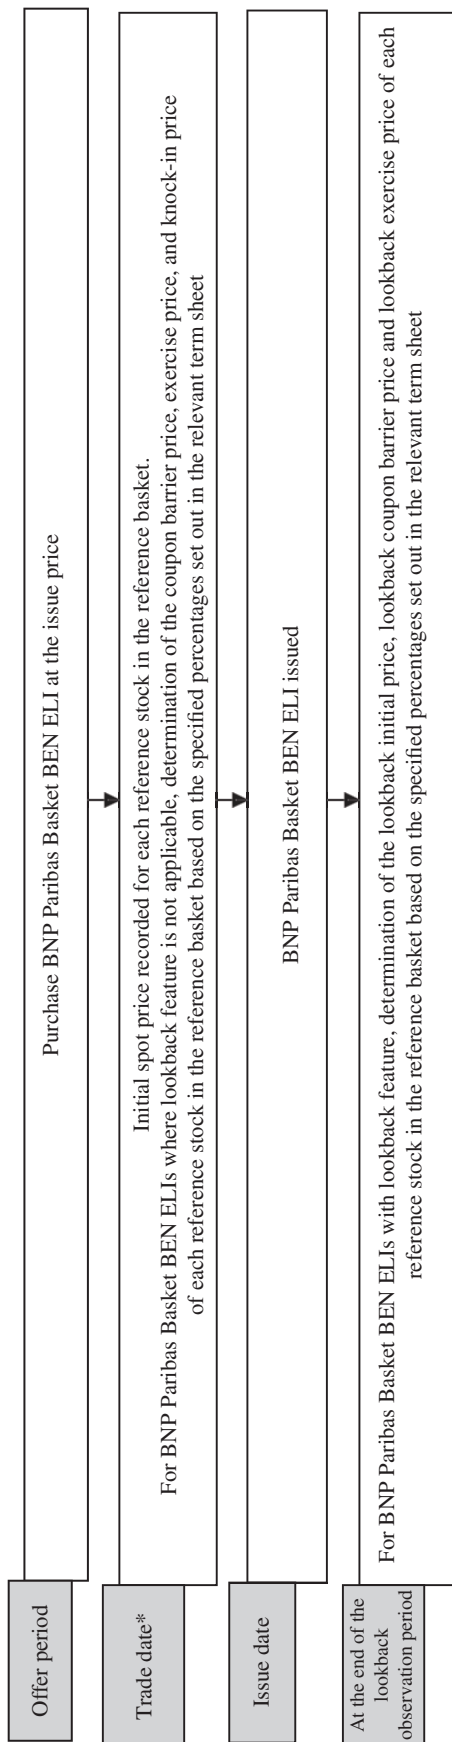 Offer period
Purchase BNP Paribas Basket BEN ELI at the issue price
Trade date*
Initial spot price recorded for each reference stock in the reference basket.
For BNP Paribas Basket BEN ELIs where lookback feature is not applicable, determination of the coupon barrier price, exercise price, and knock-in price
of each reference stock in the reference basket based on the specified percentages set out in the relevant term sheet
Issue date
BNP Paribas Basket BEN ELI issued
At the end of the
lookback
observation period
For BNP Paribas Basket BEN ELIs with lookback feature, determination of the lookback initial price, lookback coupon barrier price and lookback exercise price of each
reference stock in the reference basket based on the specified percentages set out in the relevant term sheet